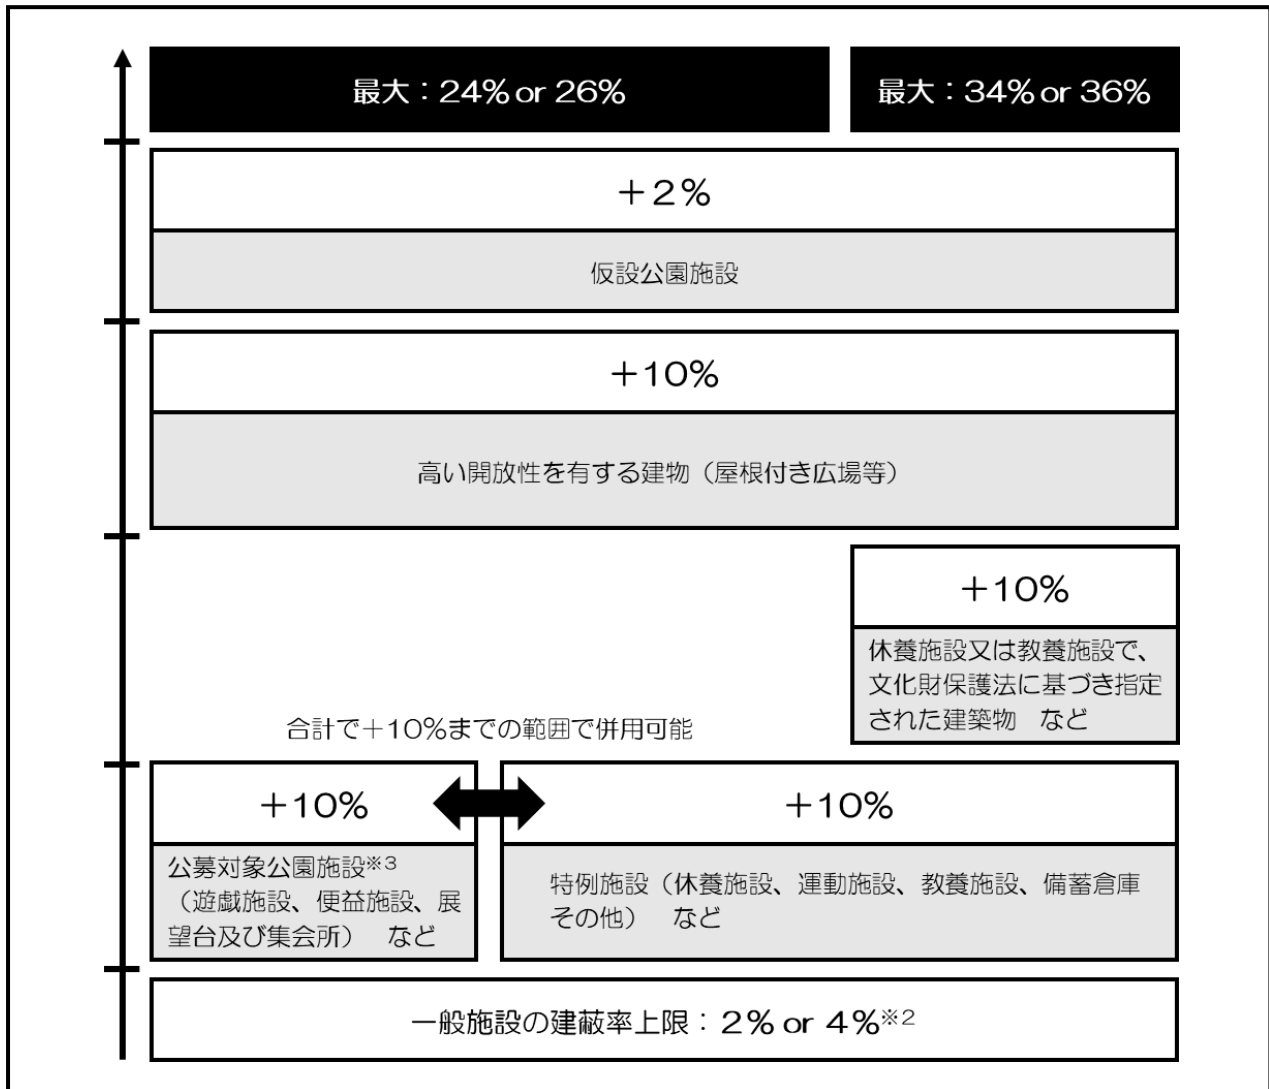 最大：24% or 26%
最大：34% or 36%
＋2%
仮設公園施設
＋10%
高い開放性を有する建物（屋根付き広場等）
＋10%
休養施設又は教養施設で、
文化財保護法に基づき指定
された建築物　など
合計で＋10%までの範囲で併用可能
＋10%
公募対象公園施設※3
（遊戯施設、便益施設、展
望台及び集会所）　など
＋10%
特例施設（休養施設、運動施設、教養施設、備蓄倉庫
その他）　など
一般施設の建蔽率上限：2% or 4%※2